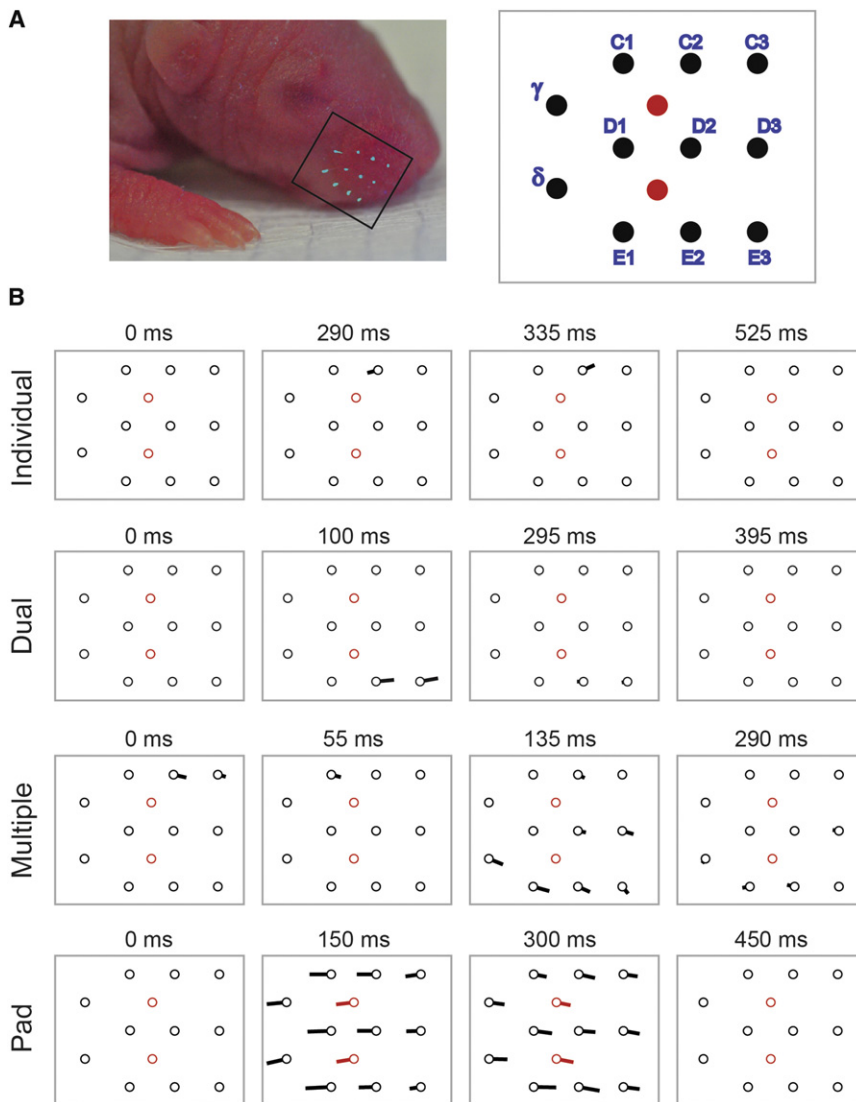 A
C1 C2 C3
γ
D1 D2 D3
δ
E1 E2 E3
B
0 ms 290 ms 335 ms 525 ms
Individual
0 ms 100 ms 295 ms 395 ms
Dual
0 ms 55 ms 135 ms 290 ms
Multiple
0 ms 150 ms 300 ms 450 ms
Pad